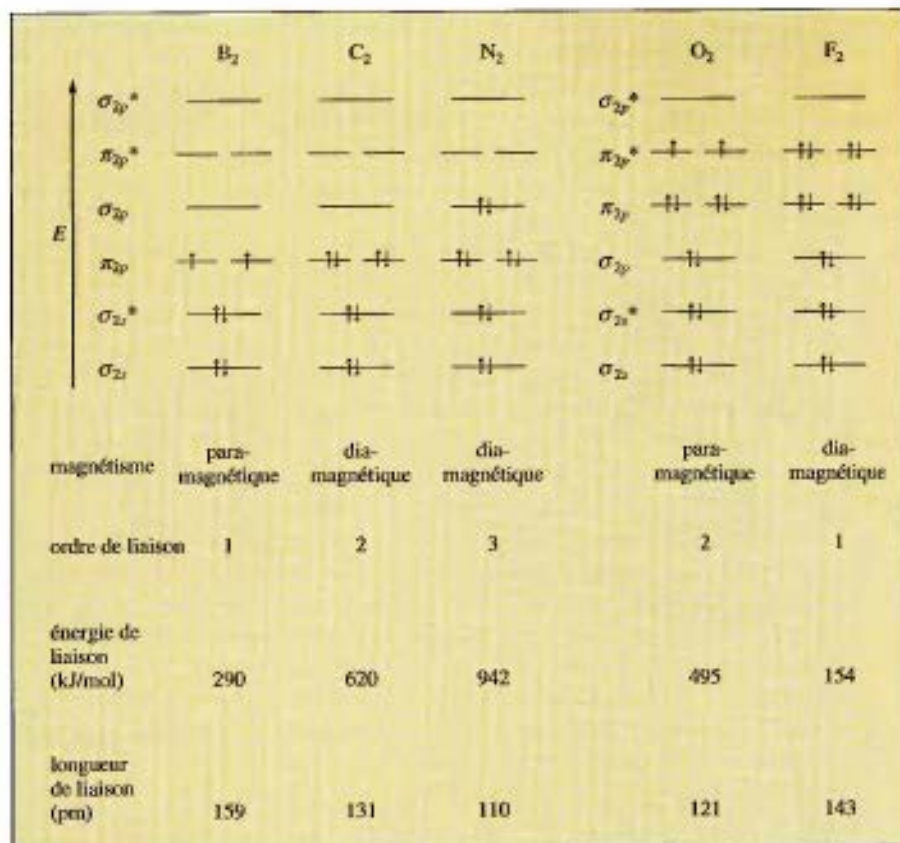 B₂ C₂ N₂ O₂ F₂
σ₂ₚ* σ₂ₚ*
π₂ₚ* ↑ ↑ ↑↓ ↑↓ π₂ₚ*
σ₂ₚ ↑↓ π₂ₚ ↑↓ ↑↓ ↑↓ ↑↓
E
π₂ₚ ↑ ↑ ↑↓ ↑↓ ↑↓ ↑↓ σ₂ₚ ↑↓ ↑↓
σ₂ₛ* ↑↓ ↑↓ ↑↓ σ₂ₛ* ↑↓ ↑↓
σ₂ₛ ↑↓ ↑↓ ↑↓ σ₂ₛ ↑↓ ↑↓
magnétisme para- dia- dia- para- dia-
magnétique magnétique magnétique magnétique magnétique
ordre de liaison 1 2 3 2 1
énergie de
liaison
(kJ/mol) 290 620 942 495 154
longueur
de liaison
(pm) 159 131 110 121 143